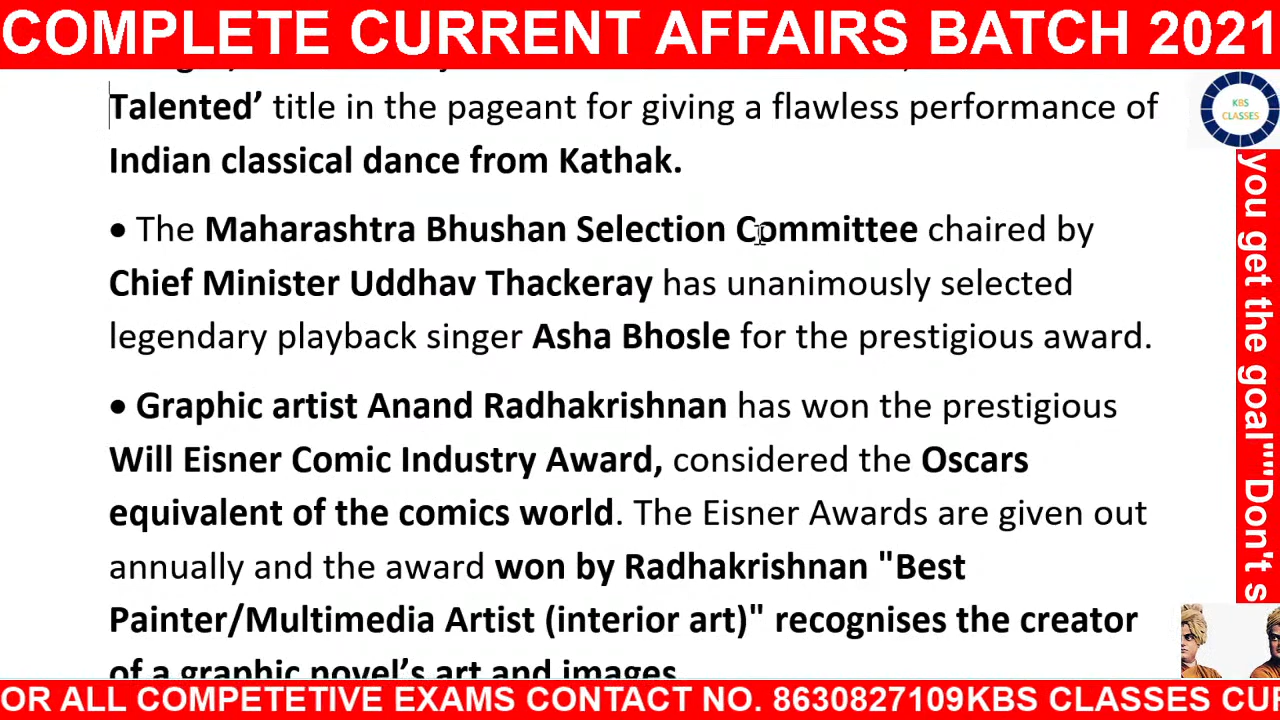 COMPLETE CURRENT AFFAIRS BATCH 2021
Talented’ title in the pageant for giving a flawless performance of
Indian classical dance from Kathak.
• The Maharashtra Bhushan Selection Committee chaired by
Chief Minister Uddhav Thackeray has unanimously selected
legendary playback singer Asha Bhosle for the prestigious award.
• Graphic artist Anand Radhakrishnan has won the prestigious
Will Eisner Comic Industry Award, considered the Oscars
equivalent of the comics world. The Eisner Awards are given out
annually and the award won by Radhakrishnan "Best
Painter/Multimedia Artist (interior art)" recognises the creator
of a graphic novel’s art and images
KBS
CLASSES
you get the goal""Don't s
OR ALL COMPETETIVE EXAMS CONTACT NO. 8630827109KBS CLASSES CUR